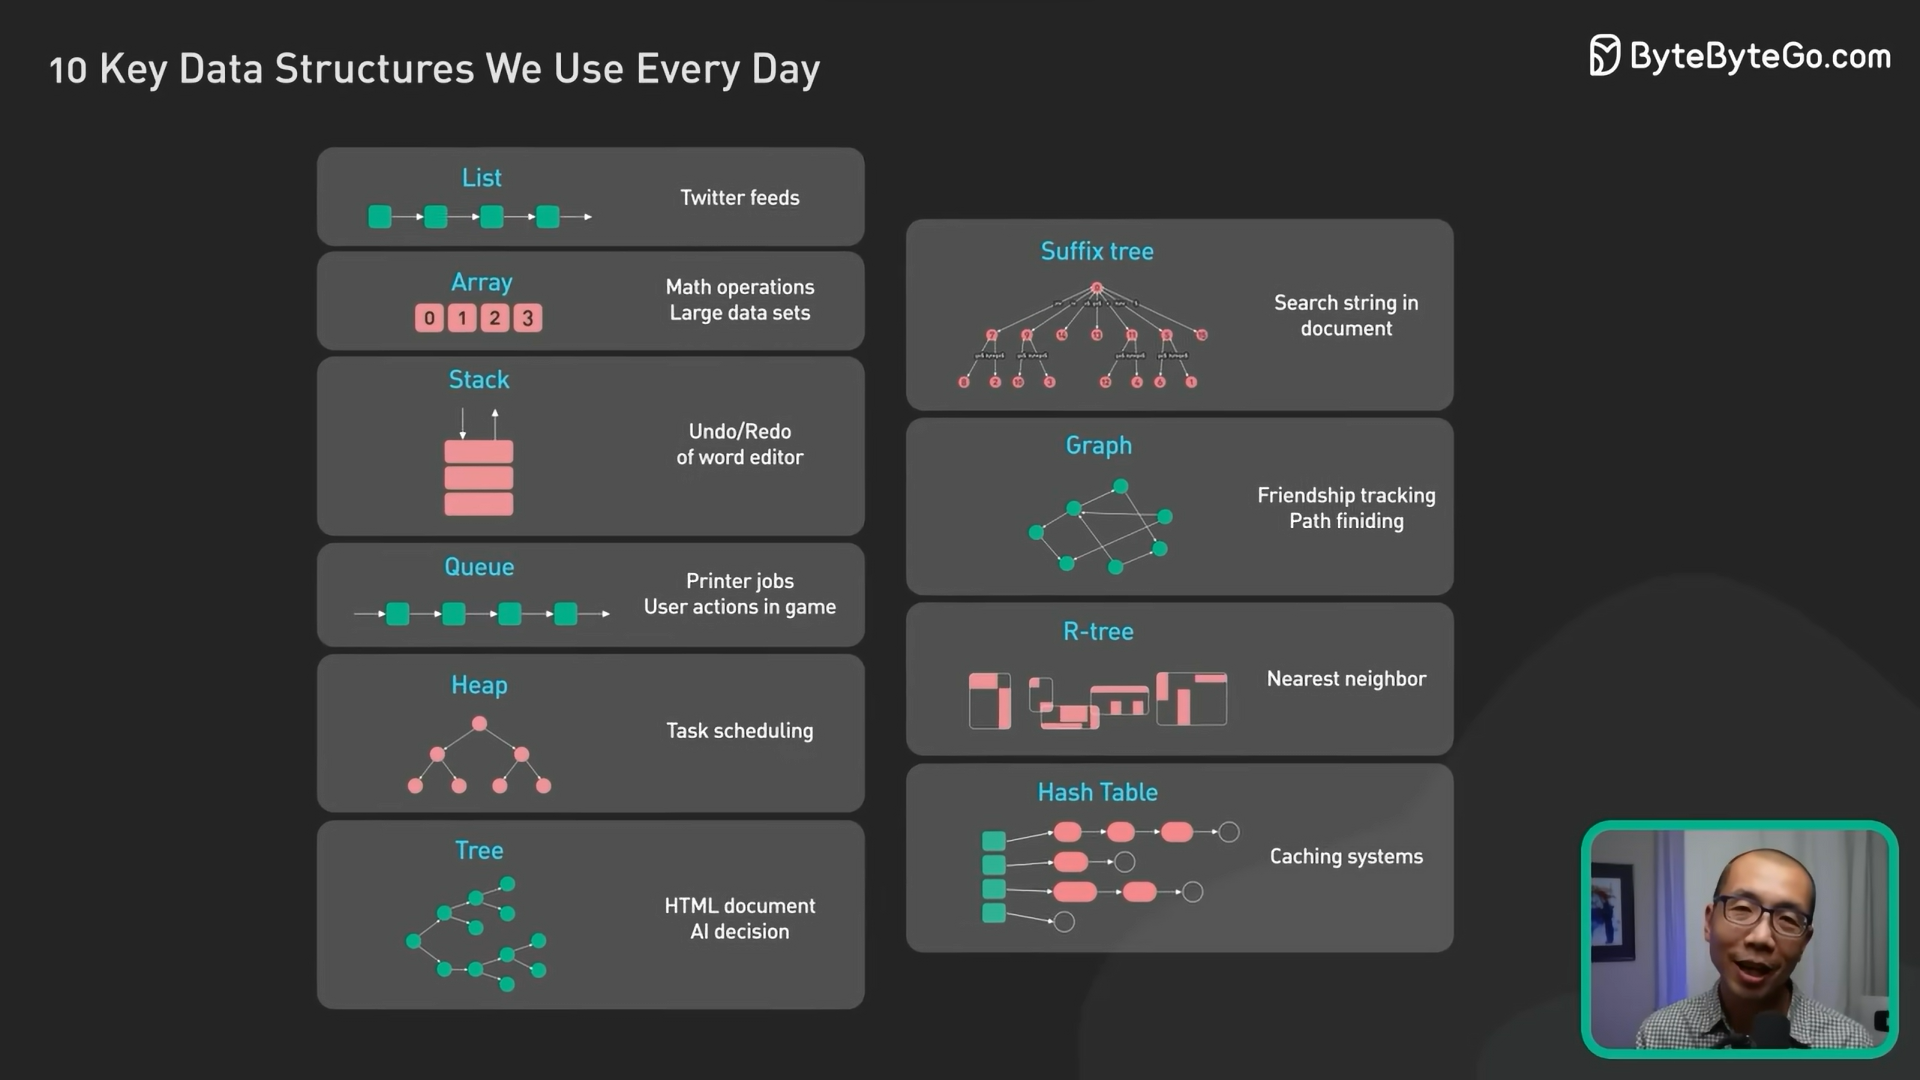 10 Key Data Structures We Use Every Day
ByteByteGo.com
List
Twitter feeds
Array
0 1 2 3
Math operations
Large data sets
Stack
Undo/Redo
of word editor
Queue
Printer jobs
User actions in game
Heap
Task scheduling
Tree
HTML document
AI decision
Suffix tree
Search string in
document
Graph
Friendship tracking
Path finiding
R-tree
Nearest neighbor
Hash Table
Caching systems